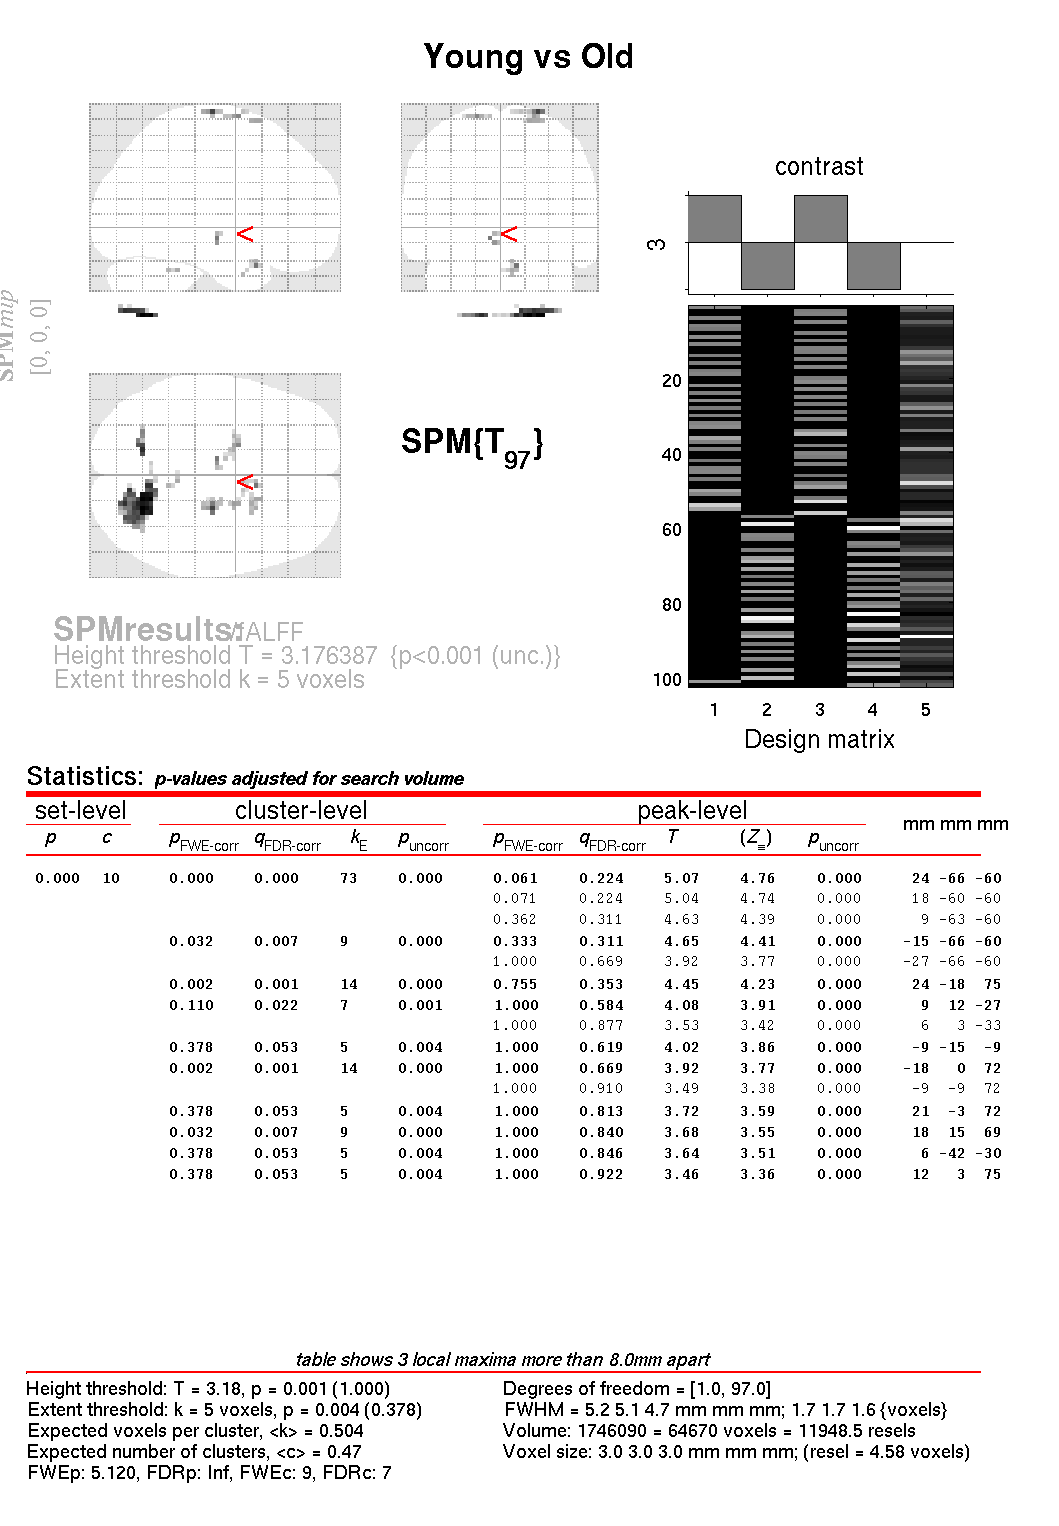 Young vs Old
contrast
3
SPMmip
[0, 0, 0]
<
<
<
SPM{T97}
20
40
60
80
100
1 2 3 4 5
Design matrix
SPMresults: ALFF
Height threshold T = 3.176387 {p<0.001 (unc.)}
Extent threshold k = 5 voxels
Statistics: p-values adjusted for search volume
set-level cluster-level peak-level
p c pFWE-corr qFDR-corr kE puncorr pFWE-corr qFDR-corr T (Z≡) puncorr mm mm mm
0.000 10 0.000 0.000 73 0.000 0.061 0.224 5.07 4.76 0.000 24 -66 -60
0.071 0.224 5.04 4.74 0.000 18 -60 -60
0.362 0.311 4.63 4.39 0.000 9 -63 -60
0.032 0.007 9 0.000 0.333 0.311 4.65 4.41 0.000 -15 -66 -60
1.000 0.669 3.92 3.77 0.000 -27 -66 -60
0.002 0.001 14 0.000 0.755 0.353 4.45 4.23 0.000 24 -18 75
0.110 0.022 7 0.001 1.000 0.584 4.08 3.91 0.000 9 12 -27
1.000 0.877 3.53 3.42 0.000 6 3 -33
0.378 0.053 5 0.004 1.000 0.619 4.02 3.86 0.000 -9 -15 -9
0.002 0.001 14 0.000 1.000 0.669 3.92 3.77 0.000 -18 0 72
1.000 0.910 3.49 3.38 0.000 -9 -9 72
0.378 0.053 5 0.004 1.000 0.813 3.72 3.59 0.000 21 -3 72
0.032 0.007 9 0.000 1.000 0.840 3.68 3.55 0.000 18 15 69
0.378 0.053 5 0.004 1.000 0.846 3.64 3.51 0.000 6 -42 -30
0.378 0.053 5 0.004 1.000 0.922 3.46 3.36 0.000 12 3 75
table shows 3 local maxima more than 8.0mm apart
Height threshold: T = 3.18, p = 0.001 (1.000)
Extent threshold: k = 5 voxels, p = 0.004 (0.378)
Expected voxels per cluster, <k> = 0.504
Expected number of clusters, <c> = 0.47
FWEp: 5.120, FDRp: Inf, FWEc: 9, FDRc: 7
Degrees of freedom = [1.0, 97.0]
FWHM = 5.2 5.1 4.7 mm mm mm; 1.7 1.7 1.6 {voxels}
Volume: 1746090 = 64670 voxels = 11948.5 resels
Voxel size: 3.0 3.0 3.0 mm mm mm; (resel = 4.58 voxels)